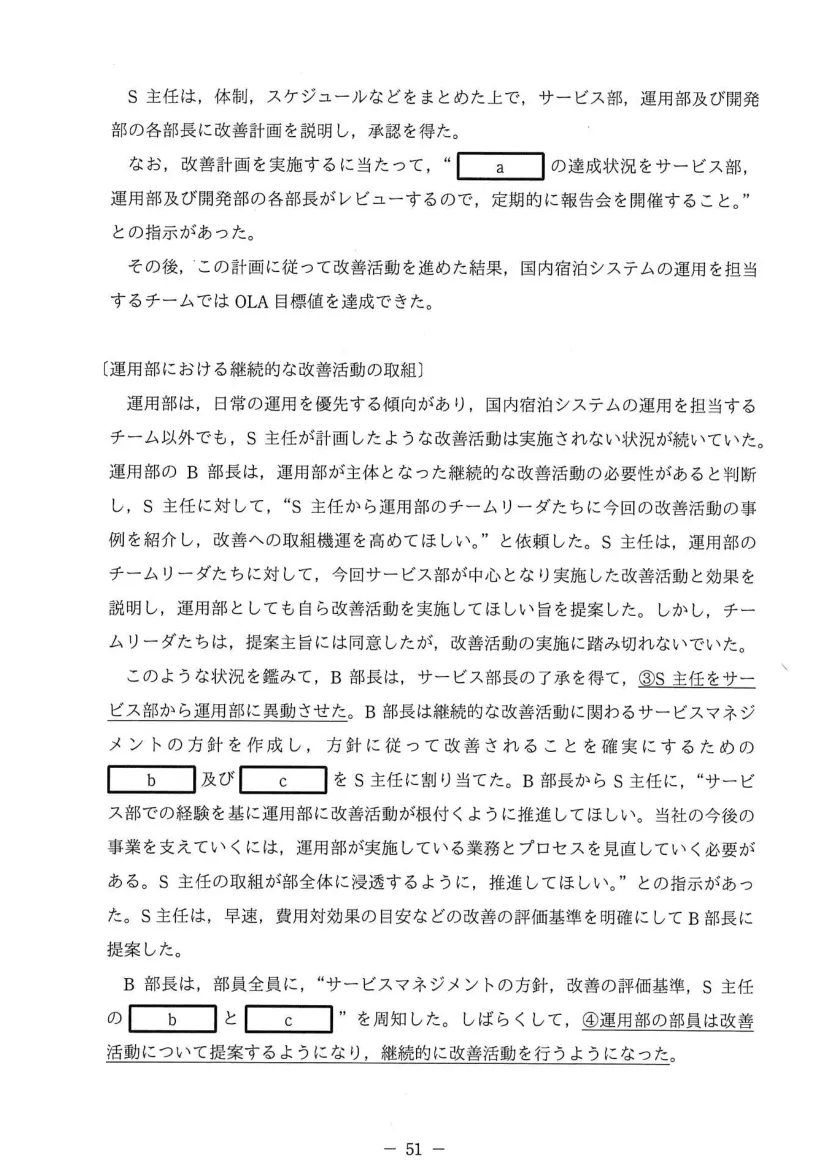 S 主任は，体制，スケジュールなどをまとめた上で，サービス部，運用部及び開発
部の各部長に改善計画を説明し，承認を得た。
なお，改善計画を実施するに当たって，“ a の達成状況をサービス部，
運用部及び開発部の各部長がレビューするので，定期的に報告会を開催すること。”
との指示があった。
その後，この計画に従って改善活動を進めた結果，国内宿泊システムの運用を担当
するチームでは OLA 目標値を達成できた。
〔運用部における継続的な改善活動の取組〕
運用部は，日常の運用を優先する傾向があり，国内宿泊システムの運用を担当する
チーム以外でも，S 主任が計画したような改善活動は実施されない状況が続いていた。
運用部の B 部長は，運用部が主体となった継続的な改善活動の必要性があると判断
し，S 主任に対して，“S 主任から運用部のチームリーダたちに今回の改善活動の事
例を紹介し，改善への取組機運を高めてほしい。”と依頼した。S 主任は，運用部の
チームリーダたちに対して，今回サービス部が中心となり実施した改善活動と効果を
説明し，運用部としても自ら改善活動を実施してほしい旨を提案した。しかし，チー
ムリーダたちは，提案主旨には同意したが，改善活動の実施に踏み切れないでいた。
このような状況を鑑みて，B 部長は，サービス部長の了承を得て，③S 主任をサー
ビス部から運用部に異動させた。B 部長は継続的な改善活動に関わるサービスマネジ
メントの方針を作成し，方針に従って改善されることを確実にするための
b 及び c を S 主任に割り当てた。B 部長から S 主任に，“サービ
ス部での経験を基に運用部に改善活動が根付くように推進してほしい。当社の今後の
事業を支えていくには，運用部が実施している業務とプロセスを見直していく必要が
ある。S 主任の取組が部全体に浸透するように，推進してほしい。”との指示があっ
た。S 主任は，早速，費用対効果の目安などの改善の評価基準を明確にして B 部長に
提案した。
B 部長は，部員全員に，“サービスマネジメントの方針，改善の評価基準，S 主任
の b と c ”を周知した。しばらくして，④運用部の部員は改善
活動について提案するようになり，継続的に改善活動を行うようになった。
－ 51 －